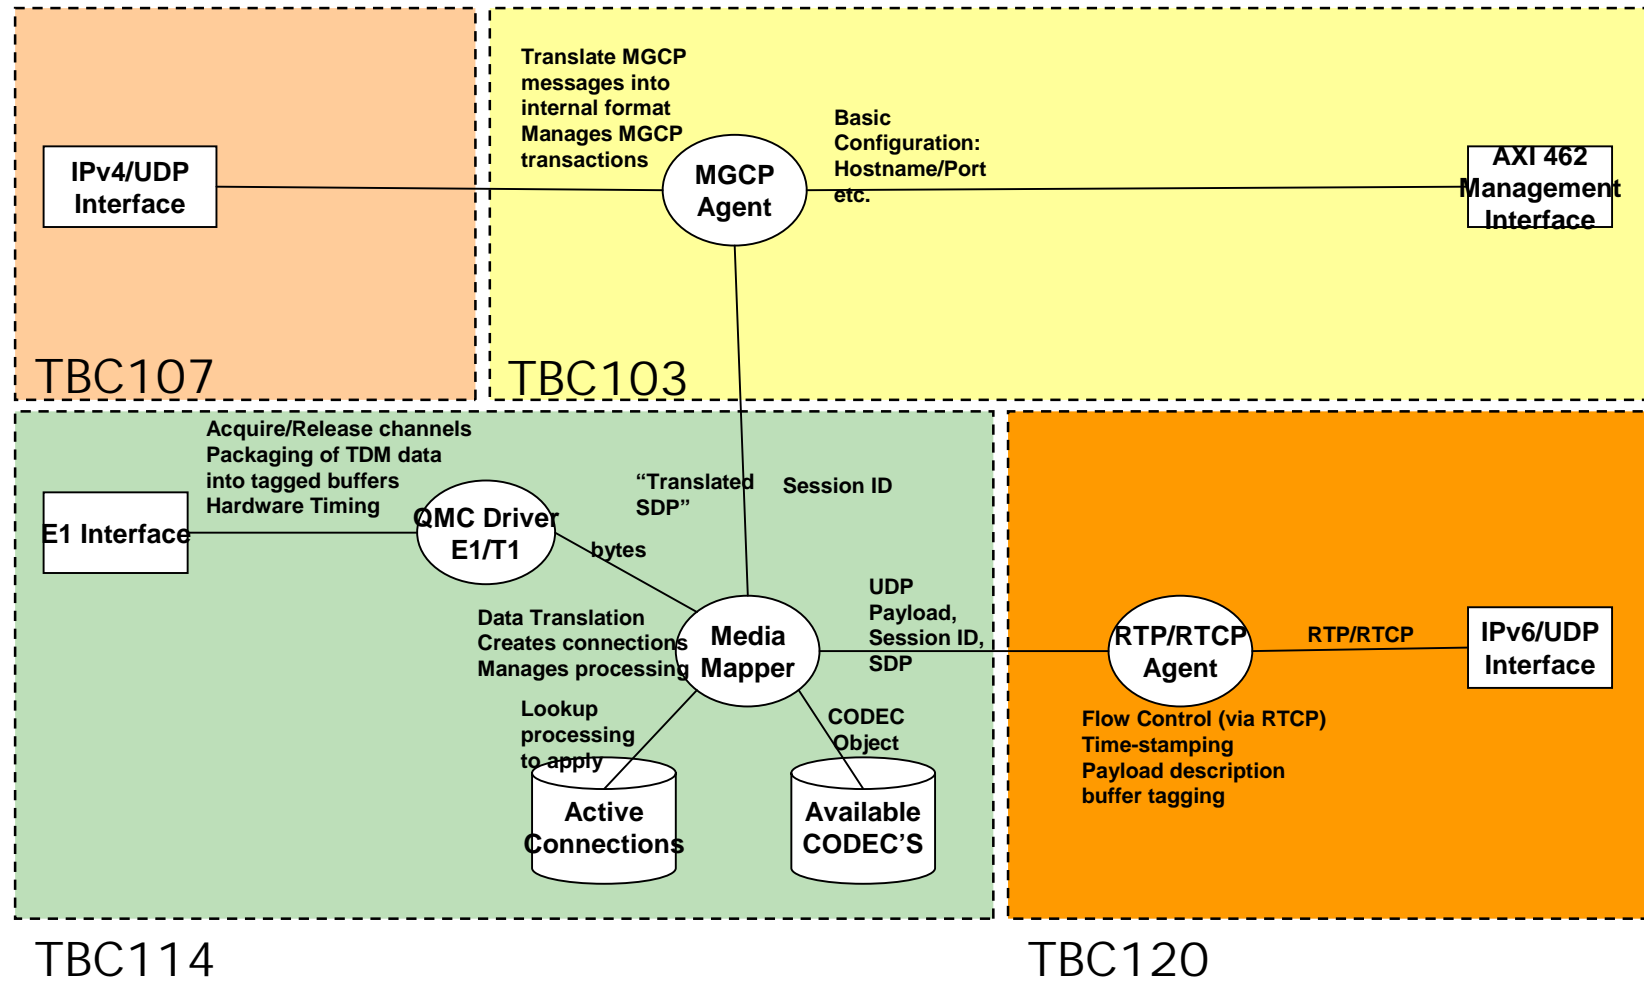 Translate MGCP
messages into
internal format
Manages MGCP
transactions
Basic
Configuration:
Hostname/Port
etc.
IPv4/UDP
Interface
MGCP
Agent
AXI 462
Management
Interface
TBC107
TBC103
Acquire/Release channels
Packaging of TDM data
into tagged buffers
Hardware Timing
“Translated
SDP”
Session ID
E1 Interface
QMC Driver
E1/T1
bytes
UDP
Payload,
Session ID,
SDP
Data Translation
Creates connections
Manages processing
Media
Mapper
RTP/RTCP
Agent
RTP/RTCP
IPv6/UDP
Interface
Lookup
processing
to apply
CODEC
Object
Flow Control (via RTCP)
Time-stamping
Payload description
buffer tagging
Active
Connections
Available
CODEC’S
TBC114
TBC120